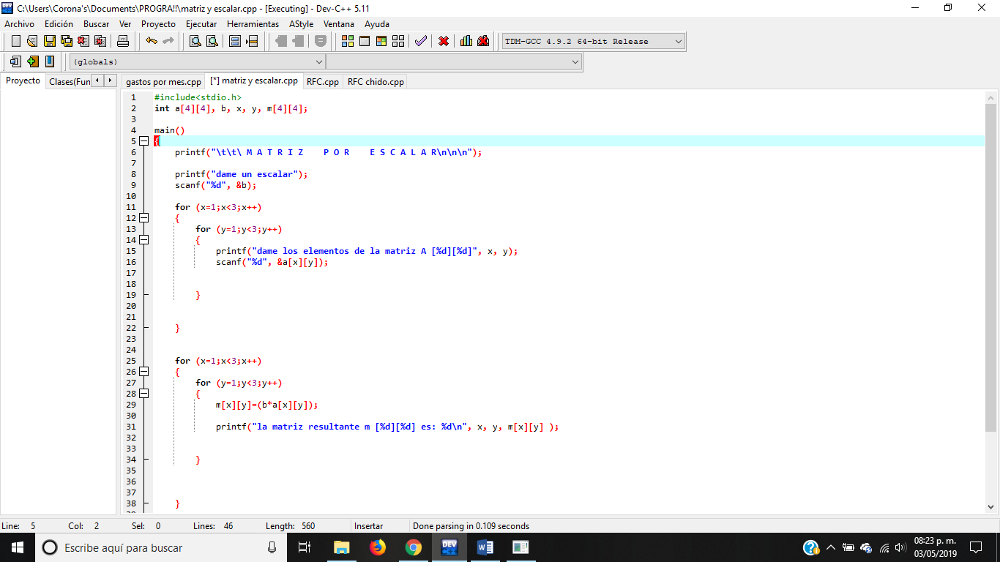 C:\Users\Corona's\Documents\PROGRA!!\matriz y escalar.cpp - [Executing] - Dev-C++ 5.11
Archivo Edición Buscar Ver Proyecto Ejecutar Herramientas AStyle Ventana Ayuda
TDM-GCC 4.9.2 64-bit Release
(globals)
Proyecto Clases(Fun gastos por mes.cpp [*] matriz y escalar.cpp RFC.cpp RFC chido.cpp
1 #include<stdio.h>
2 int a[4][4], b, x, y, m[4][4];
3
4 main()
5 {
6 printf("\t\t\ M A T R I Z    P O R    E S C A L A R\n\n\n");
7
8 printf("dame un escalar");
9 scanf("%d", &b);
10
11 for (x=1;x<3;x++)
12 {
13 for (y=1;y<3;y++)
14 {
15 printf("dame los elementos de la matriz A [%d][%d]", x, y);
16 scanf("%d", &a[x][y]);
17
18
19 }
20
21
22 }
23
24
25 for (x=1;x<3;x++)
26 {
27 for (y=1;y<3;y++)
28 {
29 m[x][y]=(b*a[x][y]);
30
31 printf("la matriz resultante m [%d][%d] es: %d\n", x, y, m[x][y] );
32
33
34 }
35
36
37
38 }
Line: 5 Col: 2 Sel: 0 Lines: 46 Length: 560 Insertar Done parsing in 0.109 seconds
Escribe aquí para buscar
DEV
08:23 p. m.
03/05/2019